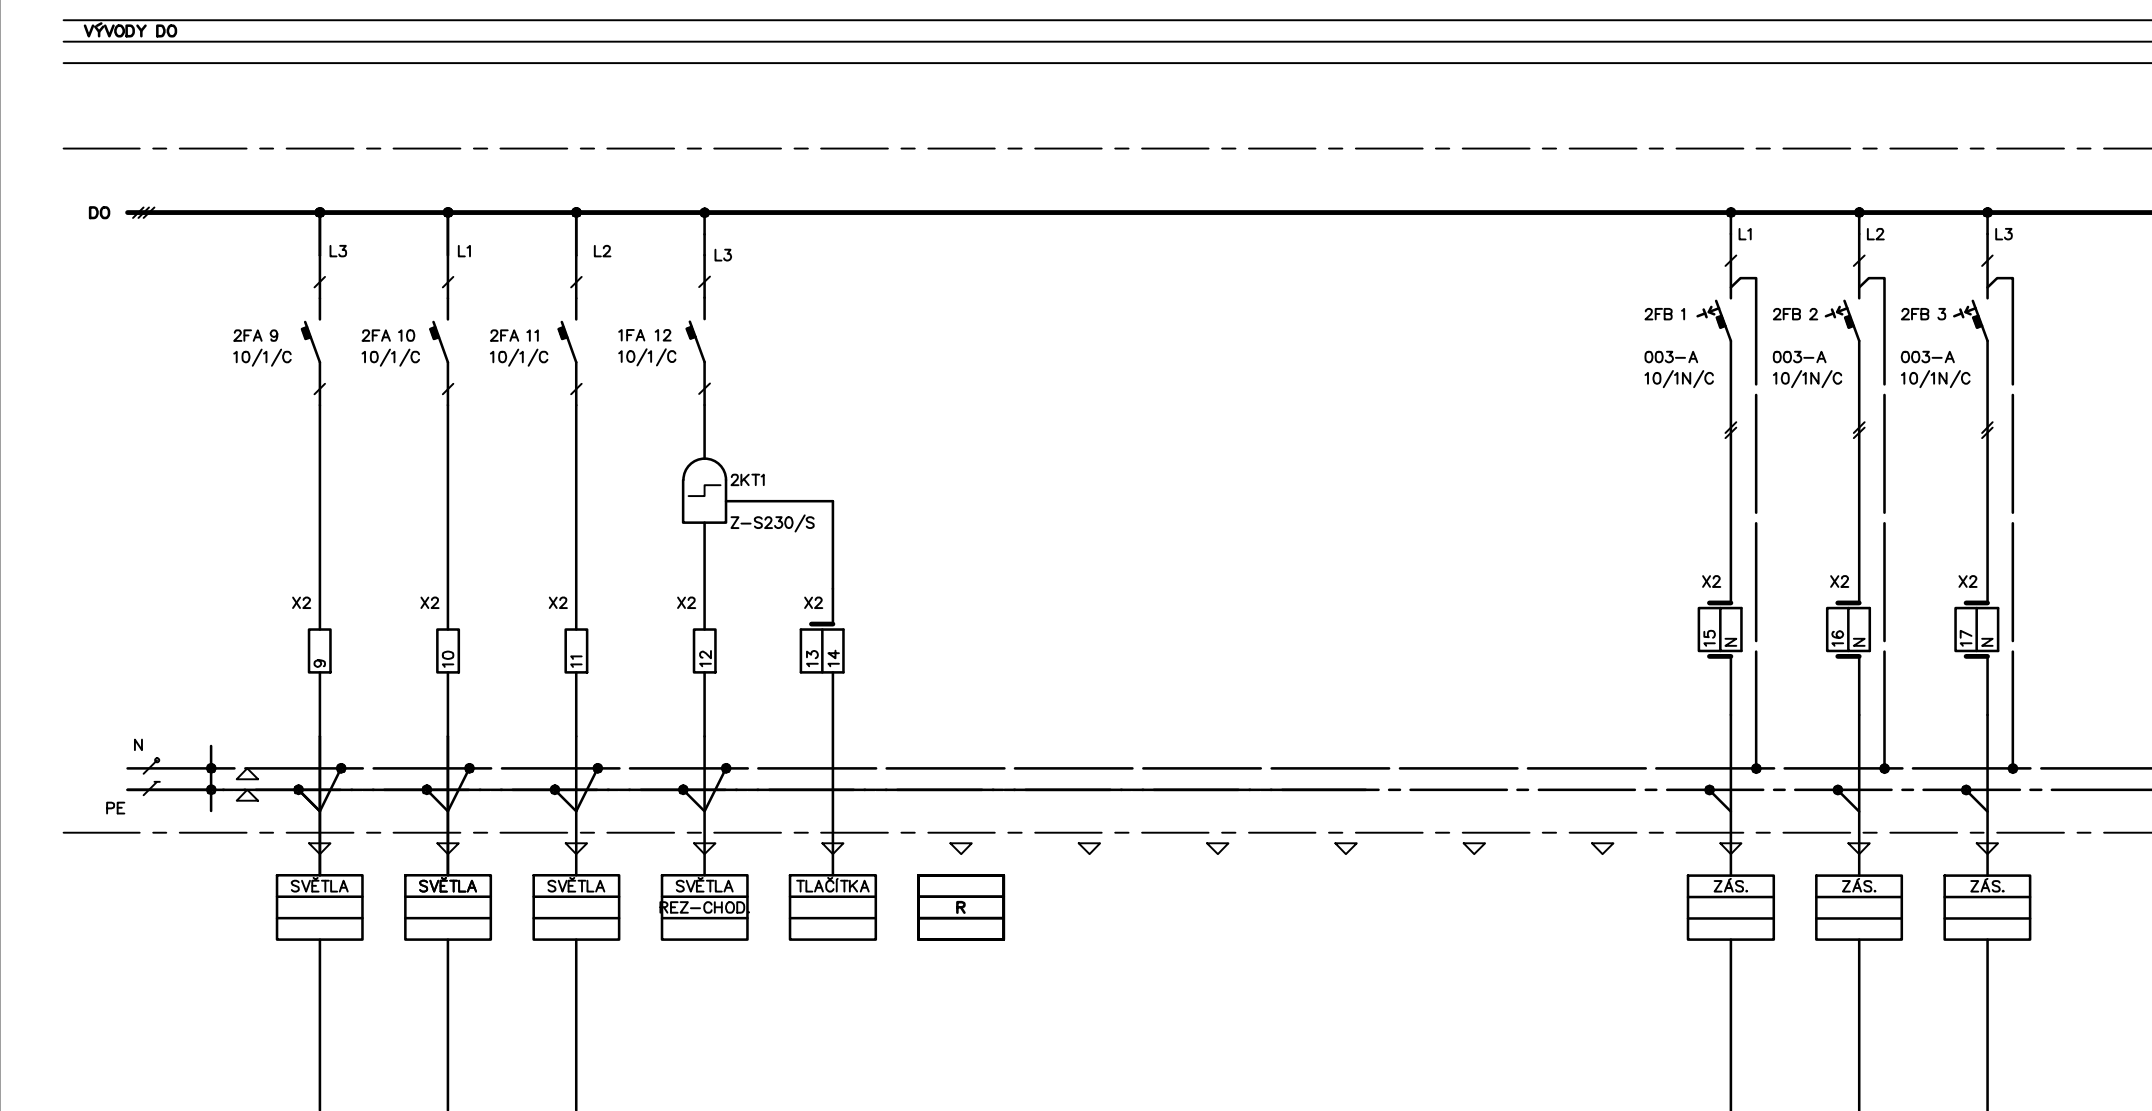 VÝVODY DO
DO
L3
L1
L2
L3
L1
L2
L3
2FA 9
10/1/C
2FA 10
10/1/C
2FA 11
10/1/C
1FA 12
10/1/C
2FB 1
003-A
10/1N/C
2FB 2
003-A
10/1N/C
2FB 3
003-A
10/1N/C
2KT1
Z-S230/S
X2
X2
X2
X2
X2
X2
X2
X2
9
10
11
12
13
14
15
N
16
N
17
N
N
PE
SVĚTLA
SVĚTLA
SVĚTLA
SVĚTLA
REZ-CHOD.
TLAČÍTKA
R
ZÁS.
ZÁS.
ZÁS.